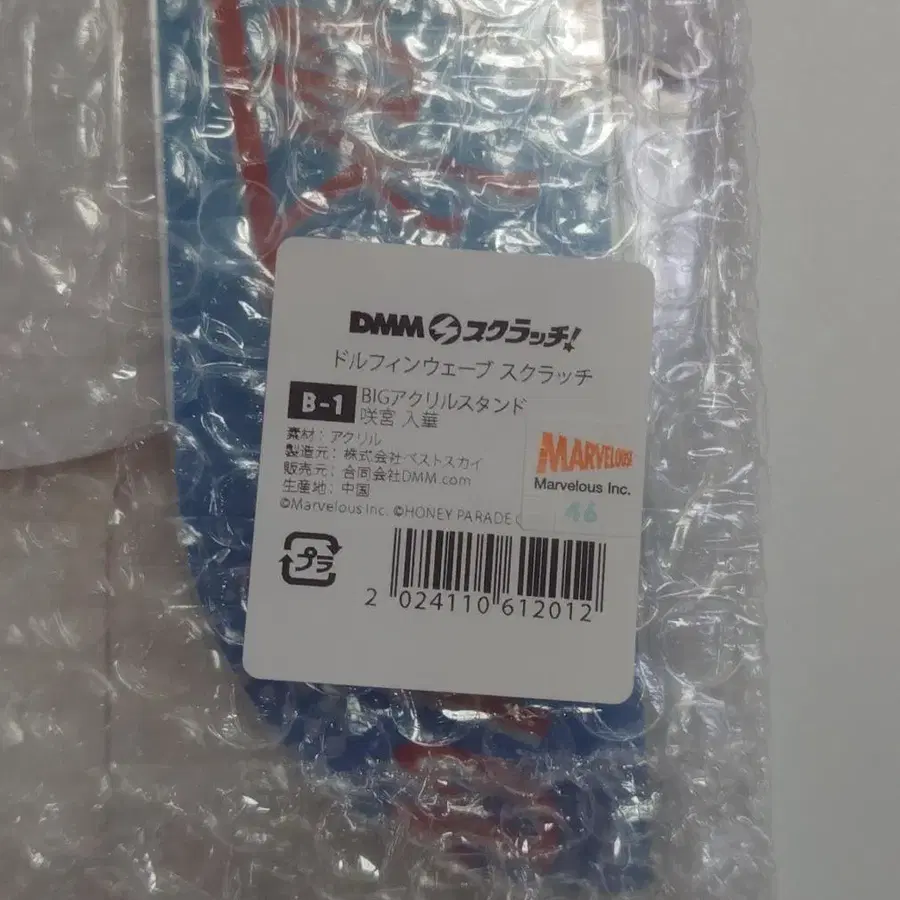 DMM スクラッチ!
ドルフィンウェーブ スクラッチ
B-1 BIGアクリルスタンド
咲宮 入華
素材：アクリル
製造元：株式会社ベストスカイ
販売元：合同会社DMM.com
生産地：中国
©Marvelous Inc. ©HONEY PARADE
MARVELOUS!
Marvelous Inc.
46
プラ
2 024110 612012